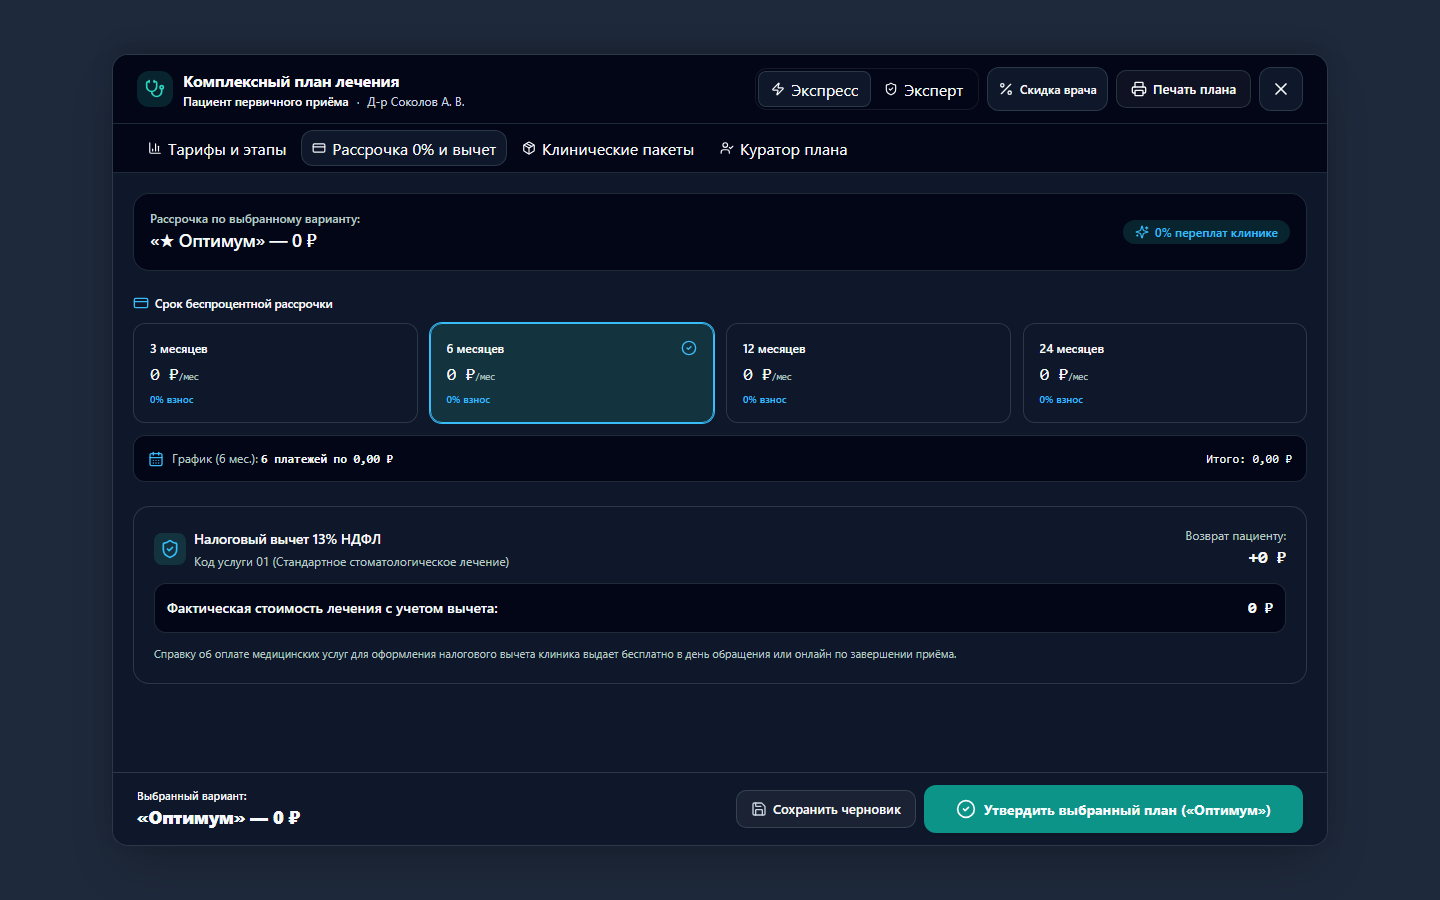 Комплексный план лечения
Пациент первичного приёма · Д-р Соколов А. В.
Экспресс
Эксперт
Скидка врача
Печать плана
Тарифы и этапы
Рассрочка 0% и вычет
Клинические пакеты
Куратор плана
Рассрочка по выбранному варианту:
«★ Оптимум» — 0 ₽
0% переплат клинике
Срок беспроцентной рассрочки
3 месяцев
0 ₽/мес
0% взнос
6 месяцев
0 ₽/мес
0% взнос
12 месяцев
0 ₽/мес
0% взнос
24 месяцев
0 ₽/мес
0% взнос
График (6 мес.): 6 платежей по 0,00 ₽
Итого: 0,00 ₽
Налоговый вычет 13% НДФЛ
Код услуги 01 (Стандартное стоматологическое лечение)
Возврат пациенту:
+0 ₽
Фактическая стоимость лечения с учетом вычета:
0 ₽
Справку об оплате медицинских услуг для оформления налогового вычета клиника выдает бесплатно в день обращения или онлайн по завершении приёма.
Выбранный вариант:
«Оптимум» — 0 ₽
Сохранить черновик
Утвердить выбранный план («Оптимум»)